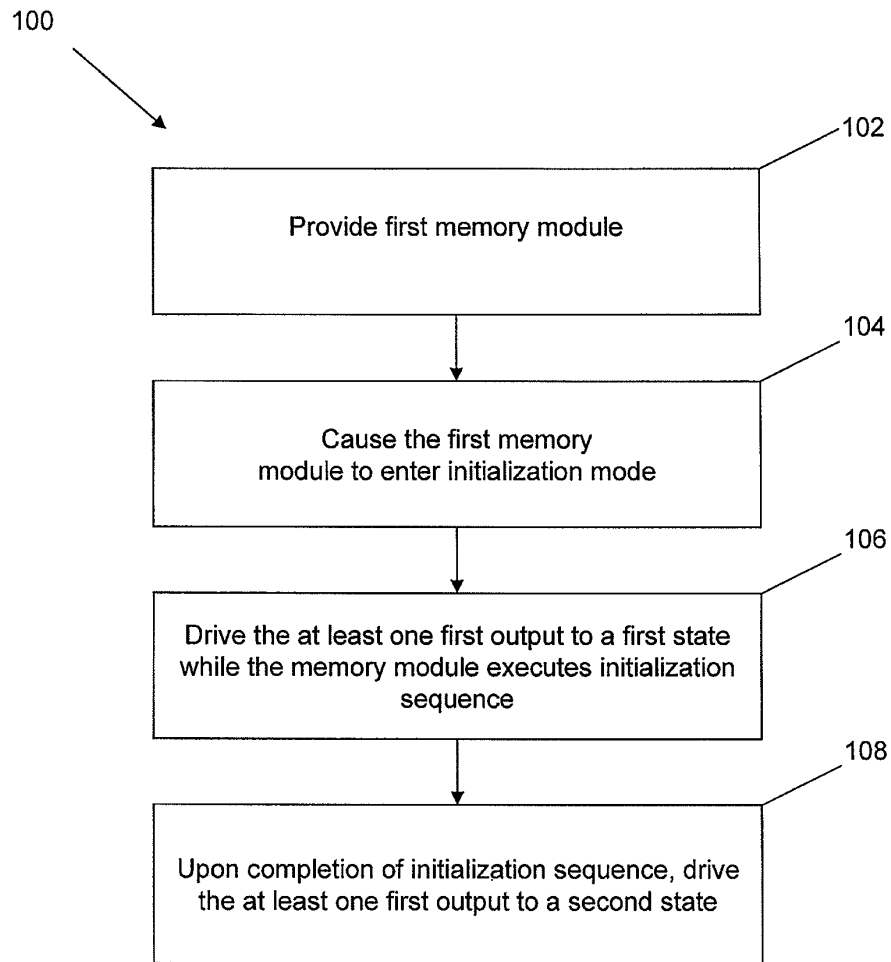 100
102
Provide first memory module
104
Cause the first memory
module to enter initialization mode
106
Drive the at least one first output to a first state
while the memory module executes initialization
sequence
108
Upon completion of initialization sequence, drive
the at least one first output to a second state